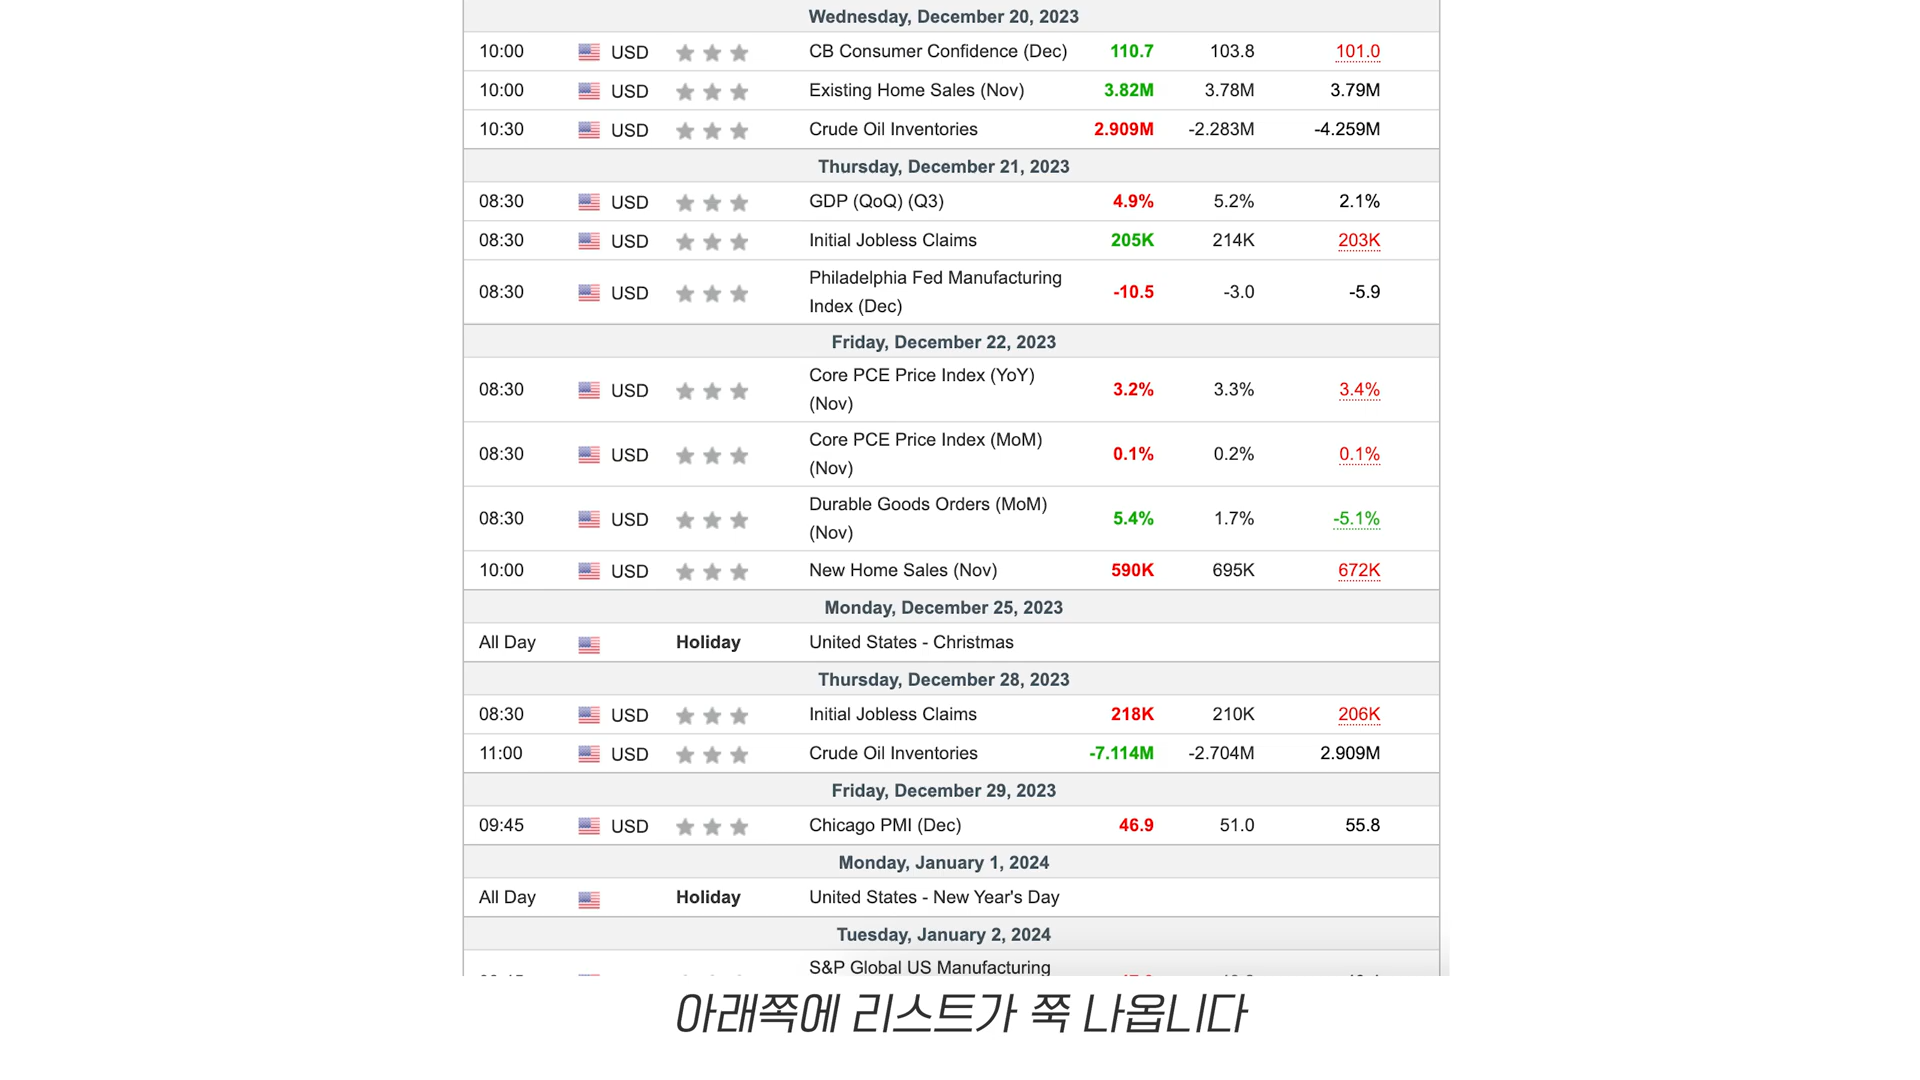 Wednesday, December 20, 2023
10:00 USD CB Consumer Confidence (Dec) 110.7 103.8 101.0
10:00 USD Existing Home Sales (Nov) 3.82M 3.78M 3.79M
10:30 USD Crude Oil Inventories 2.909M -2.283M -4.259M
Thursday, December 21, 2023
08:30 USD GDP (QoQ) (Q3) 4.9% 5.2% 2.1%
08:30 USD Initial Jobless Claims 205K 214K 203K
Philadelphia Fed Manufacturing
08:30 USD -10.5 -3.0 -5.9
Index (Dec)
Friday, December 22, 2023
Core PCE Price Index (YoY)
08:30 USD 3.2% 3.3% 3.4%
(Nov)
Core PCE Price Index (MoM)
08:30 USD 0.1% 0.2% 0.1%
(Nov)
Durable Goods Orders (MoM)
08:30 USD 5.4% 1.7% -5.1%
(Nov)
10:00 USD New Home Sales (Nov) 590K 695K 672K
Monday, December 25, 2023
All Day Holiday United States - Christmas
Thursday, December 28, 2023
08:30 USD Initial Jobless Claims 218K 210K 206K
11:00 USD Crude Oil Inventories -7.114M -2.704M 2.909M
Friday, December 29, 2023
09:45 USD Chicago PMI (Dec) 46.9 51.0 55.8
Monday, January 1, 2024
All Day Holiday United States - New Year's Day
Tuesday, January 2, 2024
S&P Global US Manufacturing
아래쪽에 리스트가 쭉 나옵니다